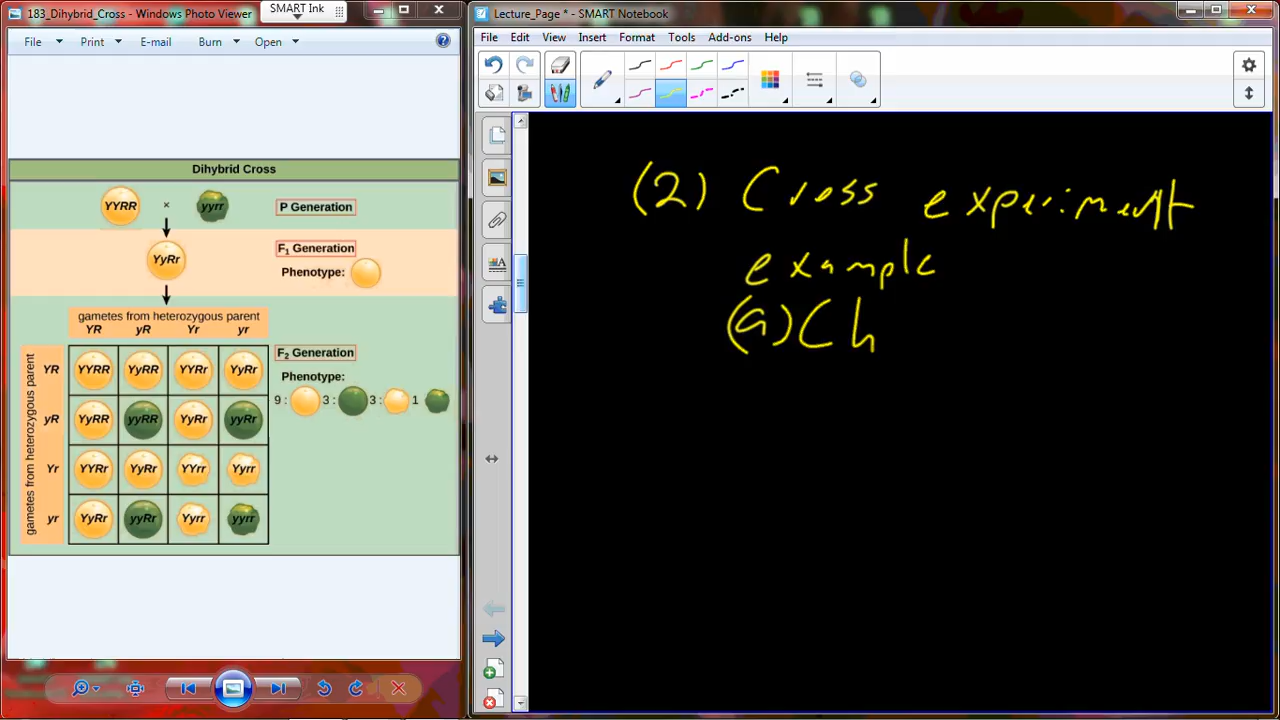 183_Dihybrid_Cross - Windows Photo Viewer
SMART Ink
File Print E-mail Burn Open
Dihybrid Cross
YYRR × yyrr P Generation
YyRr
F1 Generation
Phenotype:
gametes from heterozygous parent
YR yR Yr yr
gametes from heterozygous parent
YR YYRR YyRR YYRr YyRr
yR YyRR yyRR YyRr yyRr
Yr YYRr YyRr YYrr Yyrr
yr YyRr yyRr Yyrr yyrr
F2 Generation
Phenotype:
9 : 3 : 3 : 1
Lecture_Page * - SMART Notebook
File Edit View Insert Format Tools Add-ons Help
(2) Cross experiment
example
(a) Ch